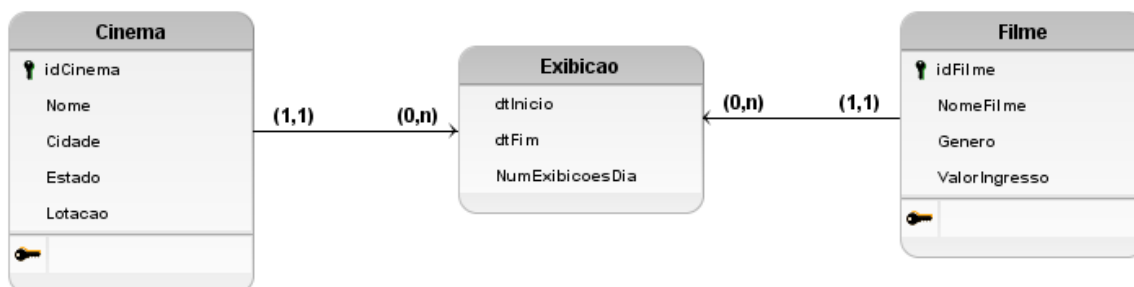 Cinema
idCinema
Nome
Cidade
Estado
Lotacao
(1,1)
(0,n)
Exibicao
dtInicio
dtFim
NumExibicoesDia
(0,n)
(1,1)
Filme
idFilme
NomeFilme
Genero
ValorIngresso